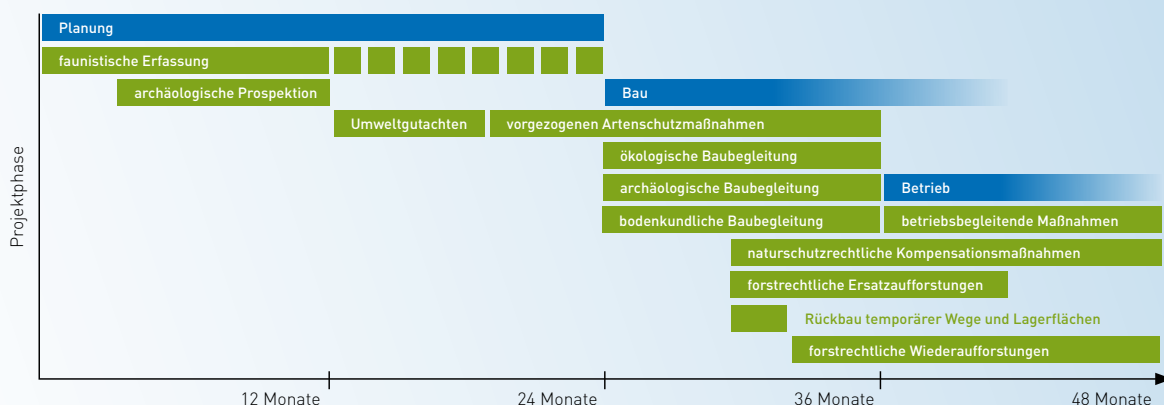 Planung
faunistische Erfassung
archäologische Prospektion
Bau
Umweltgutachten
vorgezogenen Artenschutzmaßnahmen
ökologische Baubegleitung
archäologische Baubegleitung
Betrieb
bodenkundliche Baubegleitung
betriebsbegleitende Maßnahmen
naturschutzrechtliche Kompensationsmaßnahmen
forstrechtliche Ersatzaufforstungen
Rückbau temporärer Wege und Lagerflächen
forstrechtliche Wiederaufforstungen
Projektphase
12 Monate
24 Monate
36 Monate
48 Monate